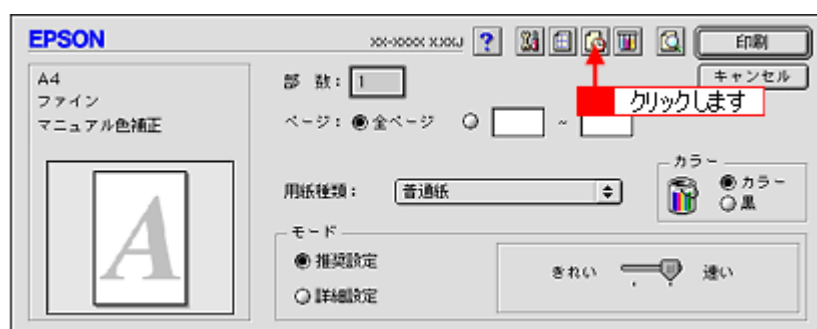 EPSON
XX-XXXX X.XXJ ? 印刷
キャンセル
A4
ファイン
マニュアル色補正
部 数: 1
クリックします
ページ: 全ページ ~
用紙種類: 普通紙
カラー
カラー
黒
モード
推奨設定
詳細設定
きれい 速い
A